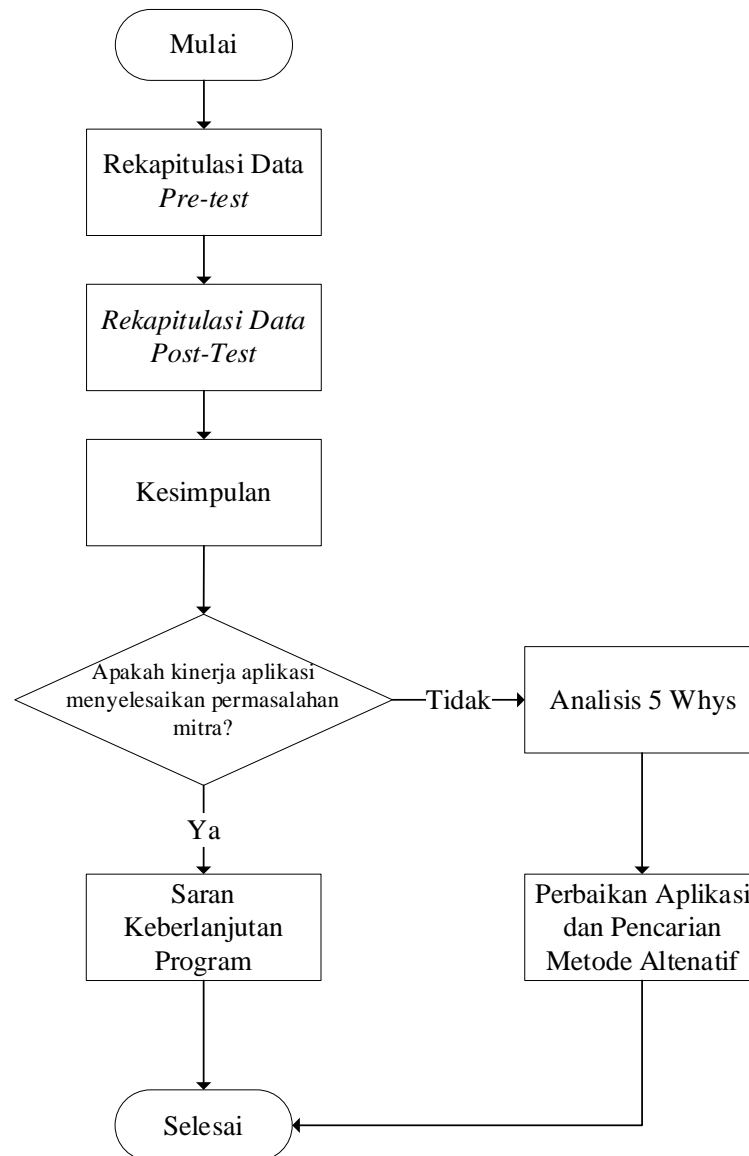 Mulai
Rekapitulasi Data
Pre-test
Rekapitulasi Data
Post-Test
Kesimpulan
Apakah kinerja aplikasi
menyelesaikan permasalahan
mitra?
Tidak
Analisis 5 Whys
Ya
Saran
Keberlanjutan
Program
Perbaikan Aplikasi
dan Pencarian
Metode Altenatif
Selesai